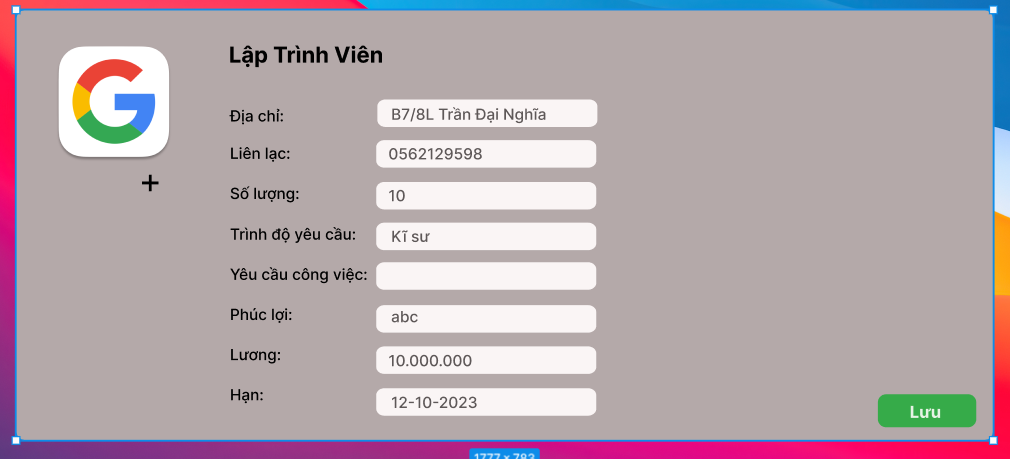 Lập Trình Viên
Địa chỉ: B7/8L Trần Đại Nghĩa
Liên lạc: 0562129598
+
Số lượng: 10
Trình độ yêu cầu: Kĩ sư
Yêu cầu công việc:
Phúc lợi: abc
Lương: 10.000.000
Hạn: 12-10-2023
Lưu
1777 × 783